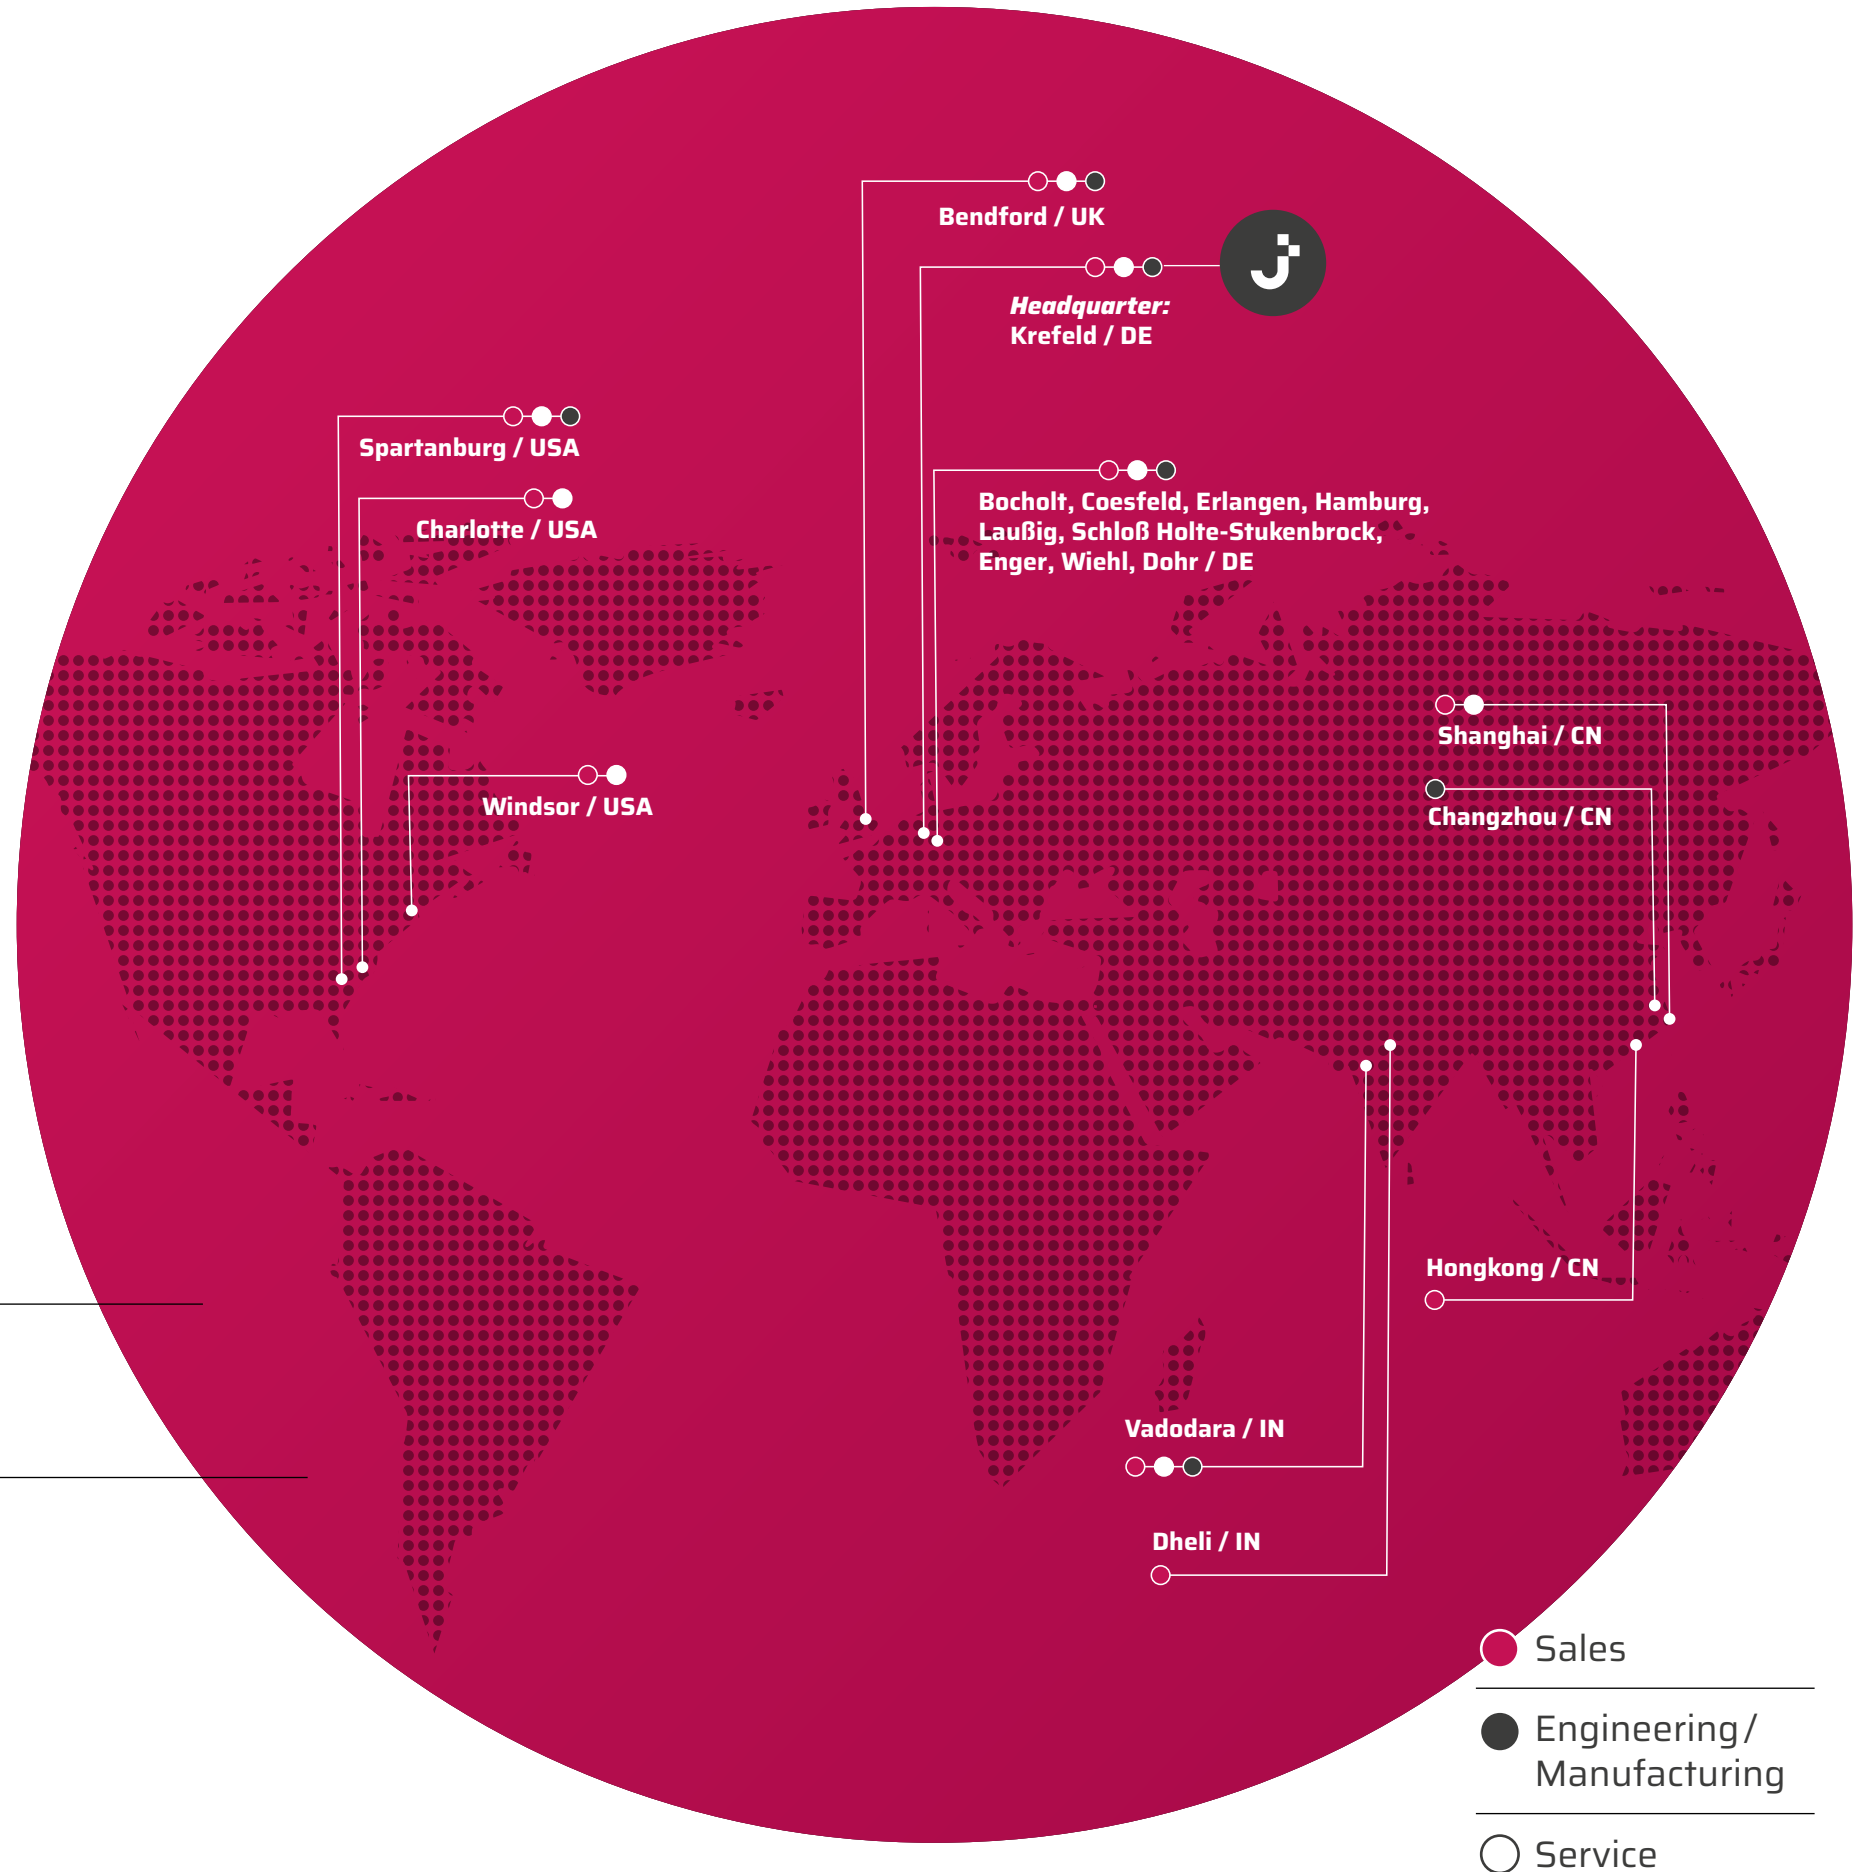 Bendford / UK
Headquarter:
Krefeld / DE
Spartanburg / USA
Charlotte / USA
Bocholt, Coesfeld, Erlangen, Hamburg,
Laußig, Schloß Holte-Stukenbrock,
Enger, Wiehl, Dohr / DE
Shanghai / CN
Windsor / USA
Changzhou / CN
Hongkong / CN
Vadodara / IN
Dheli / IN
Sales
Engineering /
Manufacturing
Service